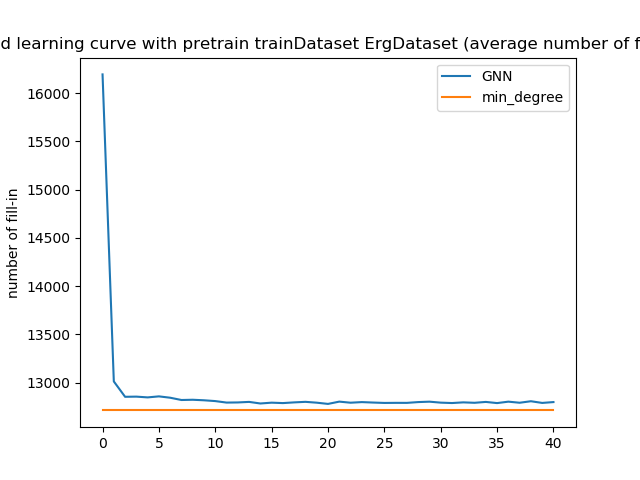 d learning curve with pretrain trainDataset ErgDataset (average number of f
GNN
min_degree
number of fill-in
16000
15500
15000
14500
14000
13500
13000
0 5 10 15 20 25 30 35 40